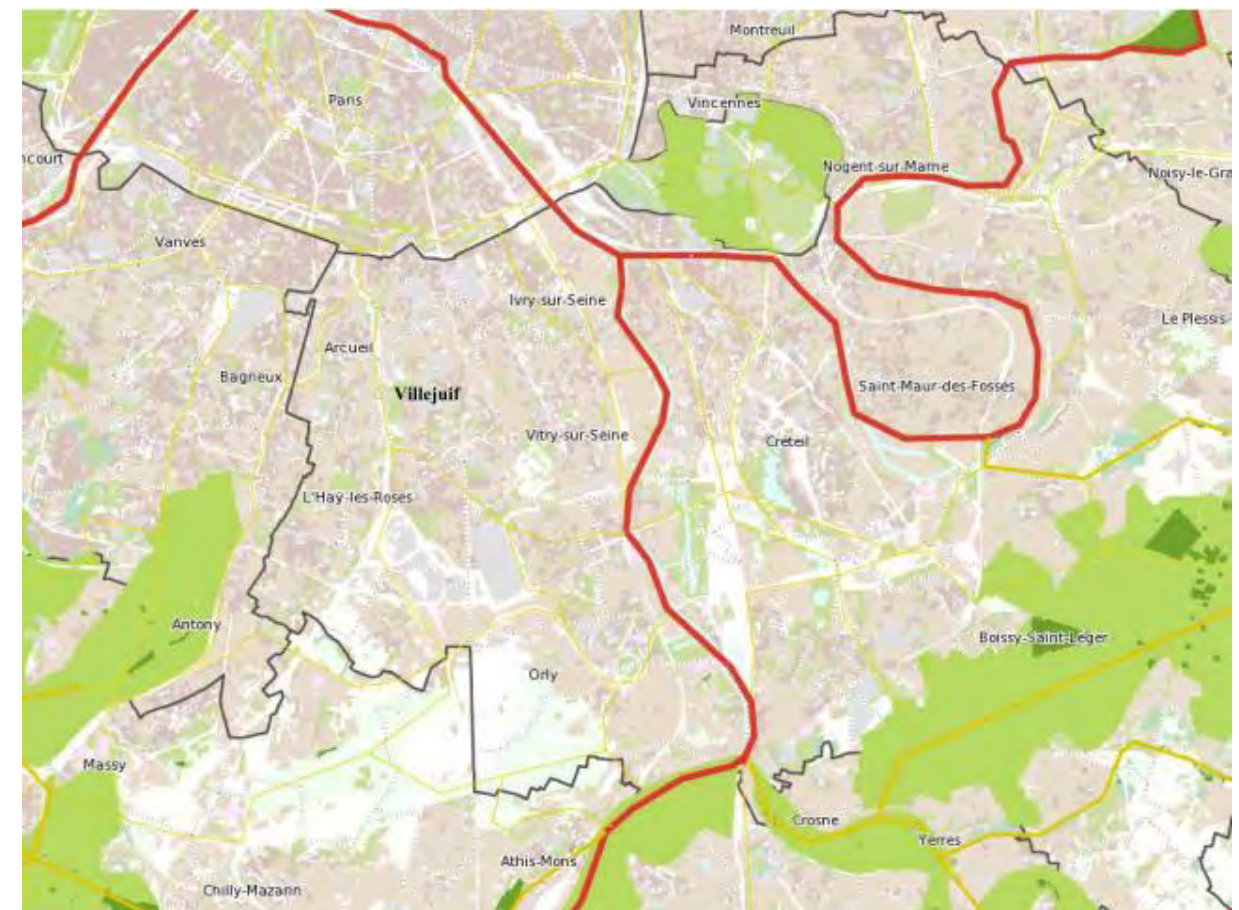 Montreuil
Paris
Vincennes
ncourt
Nogent-sur-Marne
Noisy-le-Gra
Vanves
Ivry-sur-Seine
Le Plessis-
Arcueil
Bagneux
Villejuif
Saint-Maur-des-Fossés
Vitry-sur-Seine
Créteil
L'Haÿ-les-Roses
Antony
Boissy-Saint-Léger
Orly
Massy
Crosne
Yerres
Athis-Mons
Chilly-Mazarin